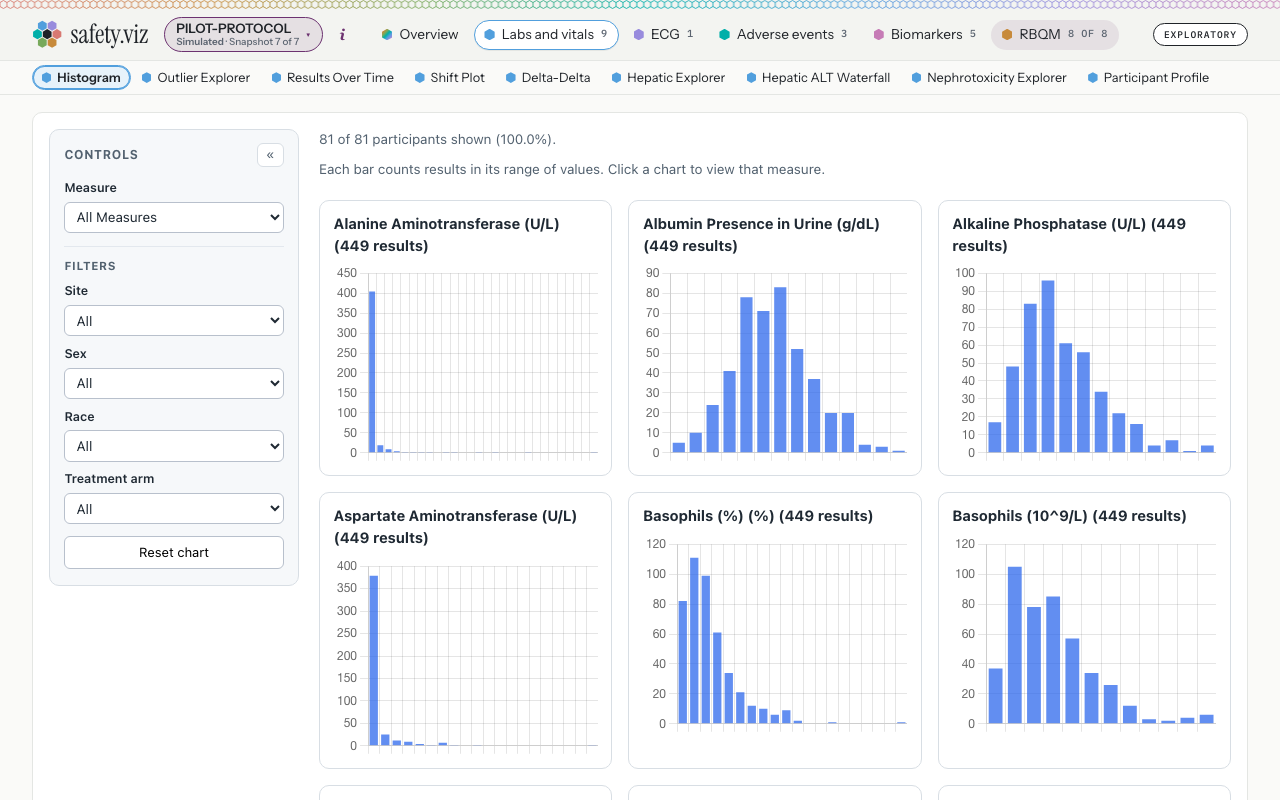 safety.viz
PILOT-PROTOCOL
Simulated · Snapshot 7 of 7
i
Overview
Labs and vitals 9
ECG 1
Adverse events 3
Biomarkers 5
RBQM 8 OF 8
EXPLORATORY
Histogram
Outlier Explorer
Results Over Time
Shift Plot
Delta-Delta
Hepatic Explorer
Hepatic ALT Waterfall
Nephrotoxicity Explorer
Participant Profile
CONTROLS
«
Measure
All Measures
FILTERS
Site
All
Sex
All
Race
All
Treatment arm
All
Reset chart
81 of 81 participants shown (100.0%).
Each bar counts results in its range of values. Click a chart to view that measure.
Alanine Aminotransferase (U/L)
(449 results)
450
400
350
300
250
200
150
100
50
0
Albumin Presence in Urine (g/dL)
(449 results)
90
80
70
60
50
40
30
20
10
0
Alkaline Phosphatase (U/L) (449
results)
100
90
80
70
60
50
40
30
20
10
0
Aspartate Aminotransferase (U/L)
(449 results)
400
350
300
250
200
150
100
50
0
Basophils (%) (%) (449 results)
120
100
80
60
40
20
0
Basophils (10^9/L) (449 results)
120
100
80
60
40
20
0